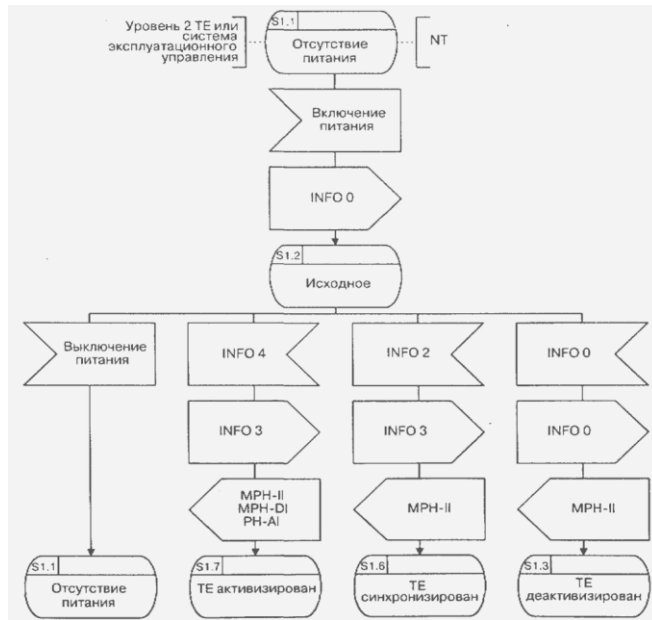 Уровень 2 ТЕ или
система
эксплуатационного
управления
S1.1
Отсутствие
питания
NT
Включение
питания
INFO 0
S1.2
Исходное
Выключение
питания
INFO 4
INFO 2
INFO 0
INFO 3
INFO 3
INFO 0
MPH-II
MPH-DI
PH-AI
MPH-II
MPH-II
S1.1
Отсутствие
питания
S1.7
ТЕ активизирован
S1.6
ТЕ
синхронизирован
S1.3
ТЕ
деактивизирован